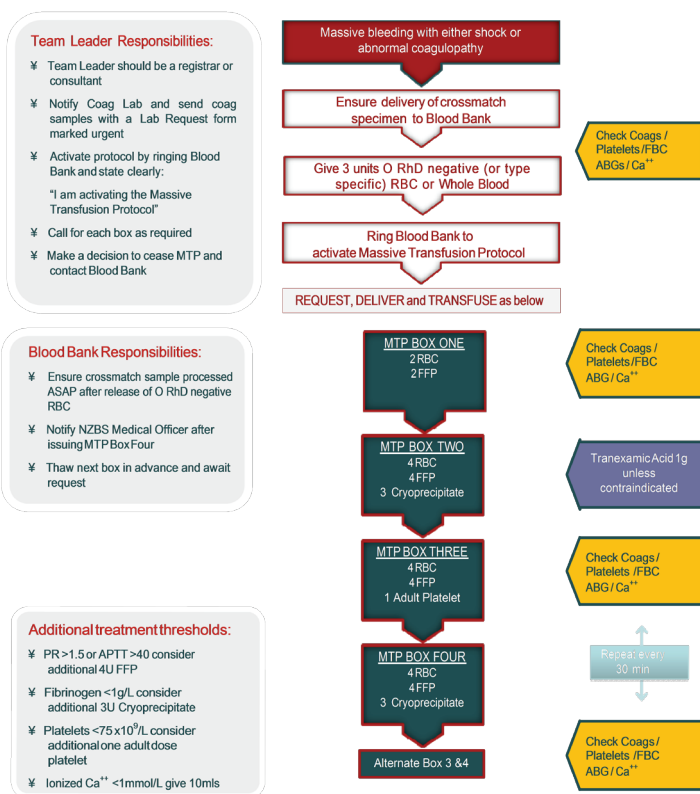 Team Leader Responsibilities:
¥ Team Leader should be a registrar or
consultant
¥ Notify Coag Lab and send coag
samples with a Lab Request form
marked urgent
¥ Activate protocol by ringing Blood
Bank and state clearly:
“I am activating the Massive
Transfusion Protocol”
¥ Call for each box as required
¥ Make a decision to cease MTP and
contact Blood Bank
Massive bleeding with either shock or
abnormal coagulopathy
Ensure delivery of crossmatch
specimen to Blood Bank
Give 3 units O RhD negative (or type
specific) RBC or Whole Blood
Ring Blood Bank to
activate Massive Transfusion Protocol
REQUEST, DELIVER and TRANSFUSE as below
Check Coags /
Platelets /FBC
ABGs / Ca++
Blood Bank Responsibilities:
¥ Ensure crossmatch sample processed
ASAP after release of O RhD negative
RBC
¥ Notify NZBS Medical Officer after
issuing MTP Box Four
¥ Thaw next box in advance and await
request
MTP BOX ONE
2 RBC
2 FFP
Check Coags /
Platelets /FBC
ABG / Ca++
MTP BOX TWO
4 RBC
4 FFP
3 Cryoprecipitate
Tranexamic Acid 1g
unless
contraindicated
MTP BOX THREE
4 RBC
4 FFP
1 Adult Platelet
Check Coags /
Platelets /FBC
ABG / Ca++
Additional treatment thresholds:
¥ PR >1.5 or APTT >40 consider
additional 4U FFP
¥ Fibrinogen <1g/L consider
additional 3U Cryoprecipitate
¥ Platelets <75 x10⁹/L consider
additional one adult dose
platelet
¥ Ionized Ca++ <1mmol/L give 10mls
MTP BOX FOUR
4 RBC
4 FFP
3 Cryoprecipitate
Repeat every
30 min
Alternate Box 3 &4
Check Coags /
Platelets /FBC
ABG / Ca++